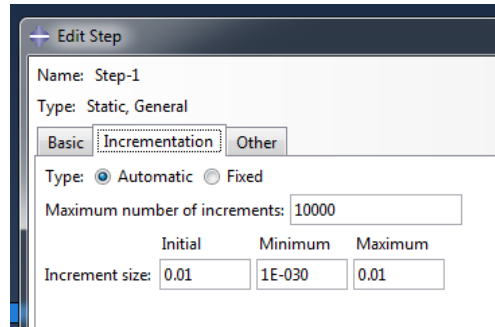 Edit Step
Name: Step-1
Type: Static, General
Basic Incrementation Other
Type: Automatic Fixed
Maximum number of increments: 10000
Initial Minimum Maximum
Increment size: 0.01 1E-030 0.01